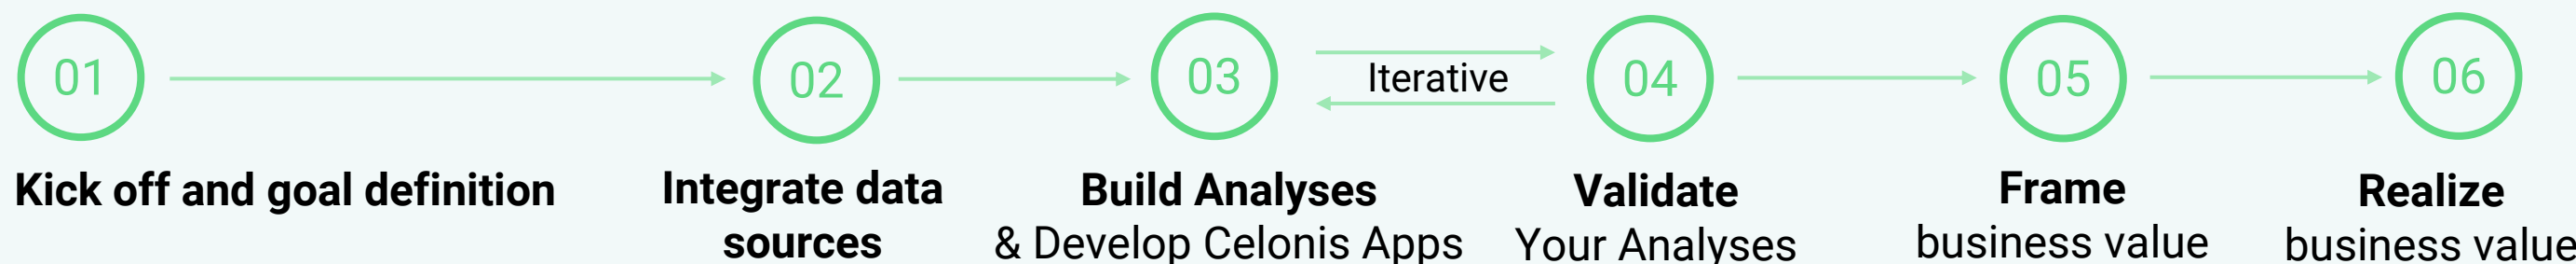 01
02
03
Iterative
04
05
06
Kick off and goal definition
Integrate data
sources
Build Analyses
& Develop Celonis Apps
Validate
Your Analyses
Frame
business value
Realize
business value